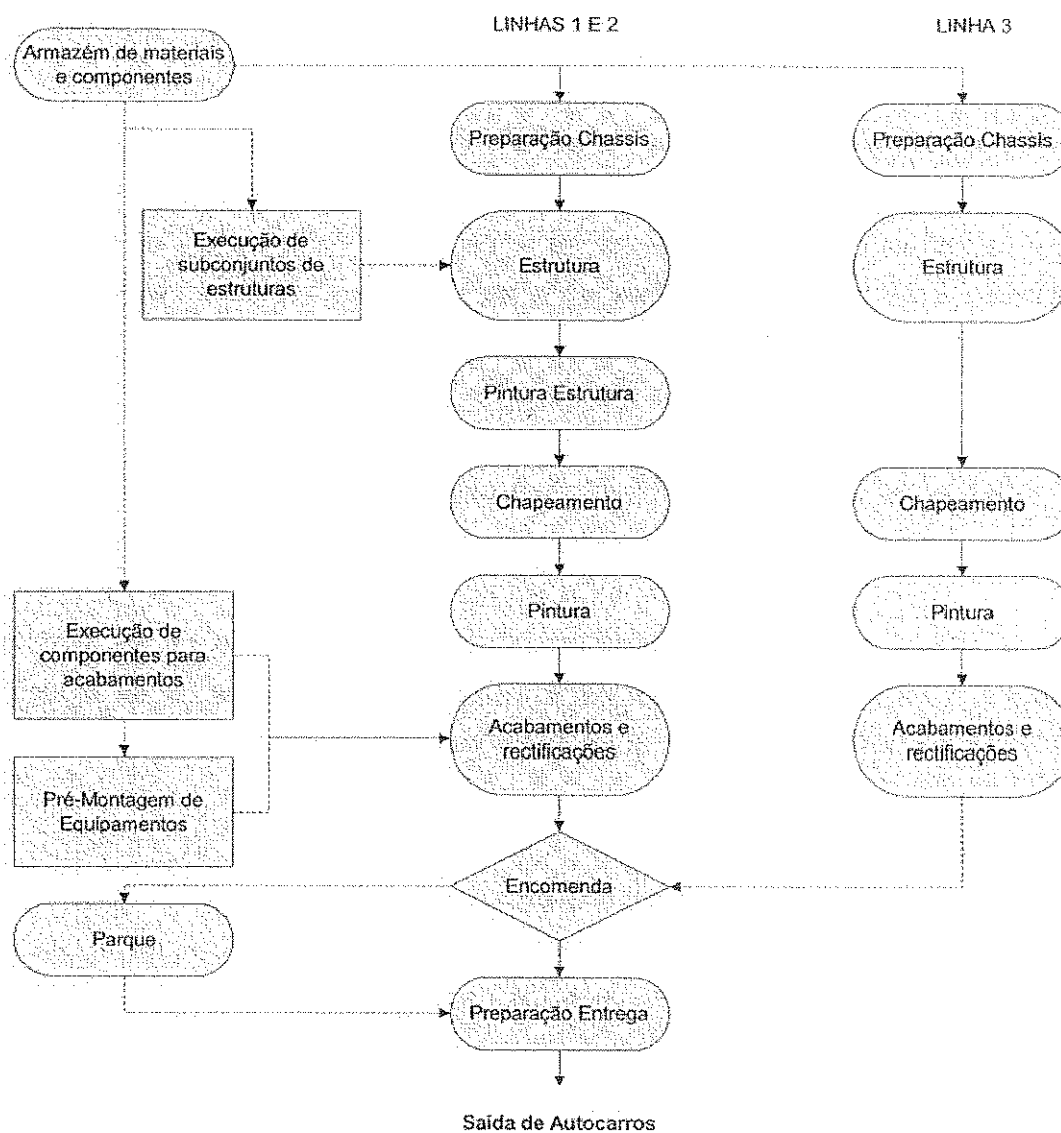 LINHAS 1 E 2
LINHA 3
Armazém de materiais
e componentes
Preparação Chassis
Preparação Chassis
Execução de
subconjuntos de
estruturas
Estrutura
Estrutura
Pintura Estrutura
Chapeamento
Chapeamento
Execução de
componentes para
acabamentos
Pintura
Pintura
Acabamentos e
rectificações
Acabamentos e
rectificações
Pré-Montagem de
Equipamentos
Encomenda
Parque
Preparação Entrega
Saída de Autocarros